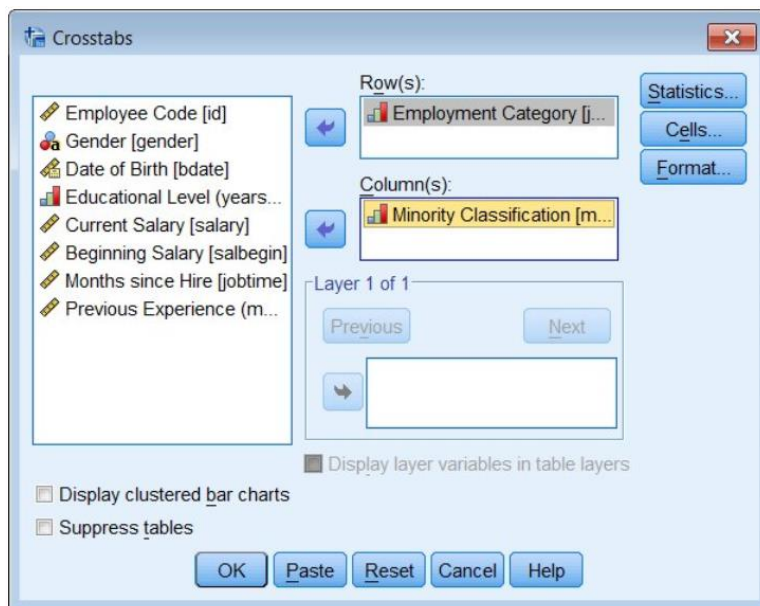 Crosstabs
Employee Code [id]
Gender [gender]
Date of Birth [bdate]
Educational Level (years...
Current Salary [salary]
Beginning Salary [salbegin]
Months since Hire [jobtime]
Previous Experience (m...
Row(s):
Employment Category [j...
Column(s):
Minority Classification [m...
Layer 1 of 1
Previous Next
Display layer variables in table layers
Statistics...
Cells...
Format...
Display clustered bar charts
Suppress tables
OK Paste Reset Cancel Help